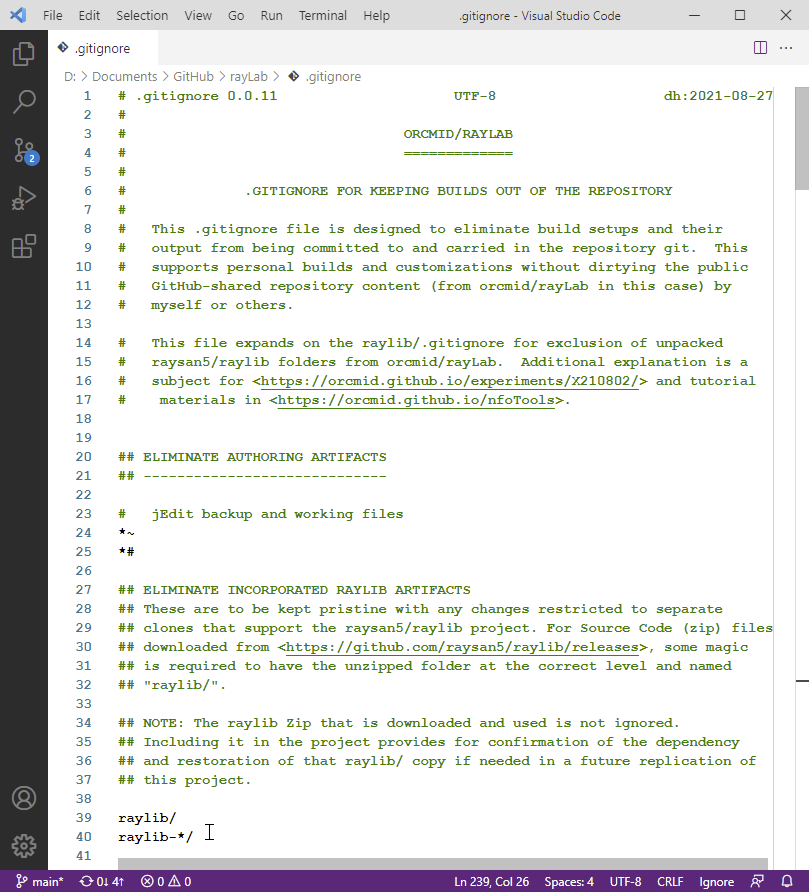 File Edit Selection View Go Run Terminal Help .gitignore - Visual Studio Code
.gitignore
D: > Documents > GitHub > rayLab > .gitignore
1 # .gitignore 0.0.11 UTF-8 dh:2021-08-27
2 #
3 # ORCMID/RAYLAB
4 # =============
5 #
6 # .GITIGNORE FOR KEEPING BUILDS OUT OF THE REPOSITORY
7 #
8 # This .gitignore file is designed to eliminate build setups and their
9 # output from being committed to and carried in the repository git. This
10 # supports personal builds and customizations without dirtying the public
11 # GitHub-shared repository content (from orcmid/rayLab in this case) by
12 # myself or others.
13
14 # This file expands on the raylib/.gitignore for exclusion of unpacked
15 # raysan5/raylib folders from orcmid/rayLab. Additional explanation is a
16 # subject for <https://orcmid.github.io/experiments/X210802/> and tutorial
17 # materials in <https://orcmid.github.io/nfoTools>.
18
19
20 ## ELIMINATE AUTHORING ARTIFACTS
21 ## -----------------------------
22
23 # jEdit backup and working files
24 *~
25 *#
26
27 ## ELIMINATE INCORPORATED RAYLIB ARTIFACTS
28 ## These are to be kept pristine with any changes restricted to separate
29 ## clones that support the raysan5/raylib project. For Source Code (zip) files
30 ## downloaded from <https://github.com/raysan5/raylib/releases>, some magic
31 ## is required to have the unzipped folder at the correct level and named
32 ## "raylib/".
33
34 ## NOTE: The raylib Zip that is downloaded and used is not ignored.
35 ## Including it in the project provides for confirmation of the dependency
36 ## and restoration of that raylib/ copy if needed in a future replication of
37 ## this project.
38
39 raylib/
40 raylib-*/
41
2
main* 0↓ 4↑ 0 0 Ln 239, Col 26 Spaces: 4 UTF-8 CRLF Ignore